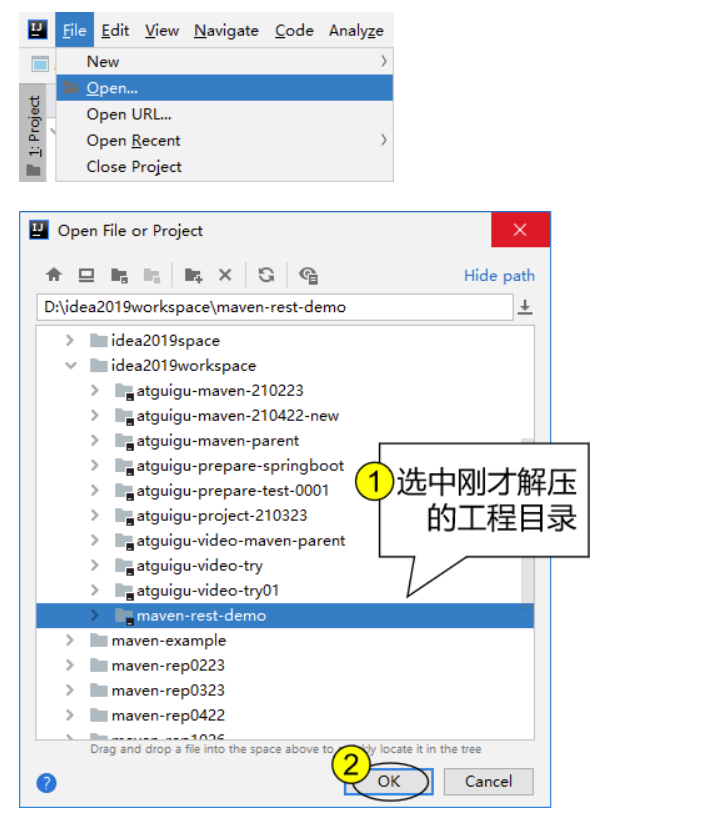 File Edit View Navigate Code Analyze
New
Open...
Open URL...
Open Recent
Close Project
1: Project
Open File or Project
Hide path
D:\idea2019workspace\maven-rest-demo
idea2019space
idea2019workspace
atguigu-maven-210223
atguigu-maven-210422-new
atguigu-maven-parent
atguigu-prepare-springboot
atguigu-prepare-test-0001
atguigu-project-210323
atguigu-video-maven-parent
atguigu-video-try
atguigu-video-try01
maven-rest-demo
maven-example
maven-rep0223
maven-rep0323
maven-rep0422
1 选中刚才解压
的工程目录
Drag and drop a file into the space above to locate it in the tree
2
OK Cancel